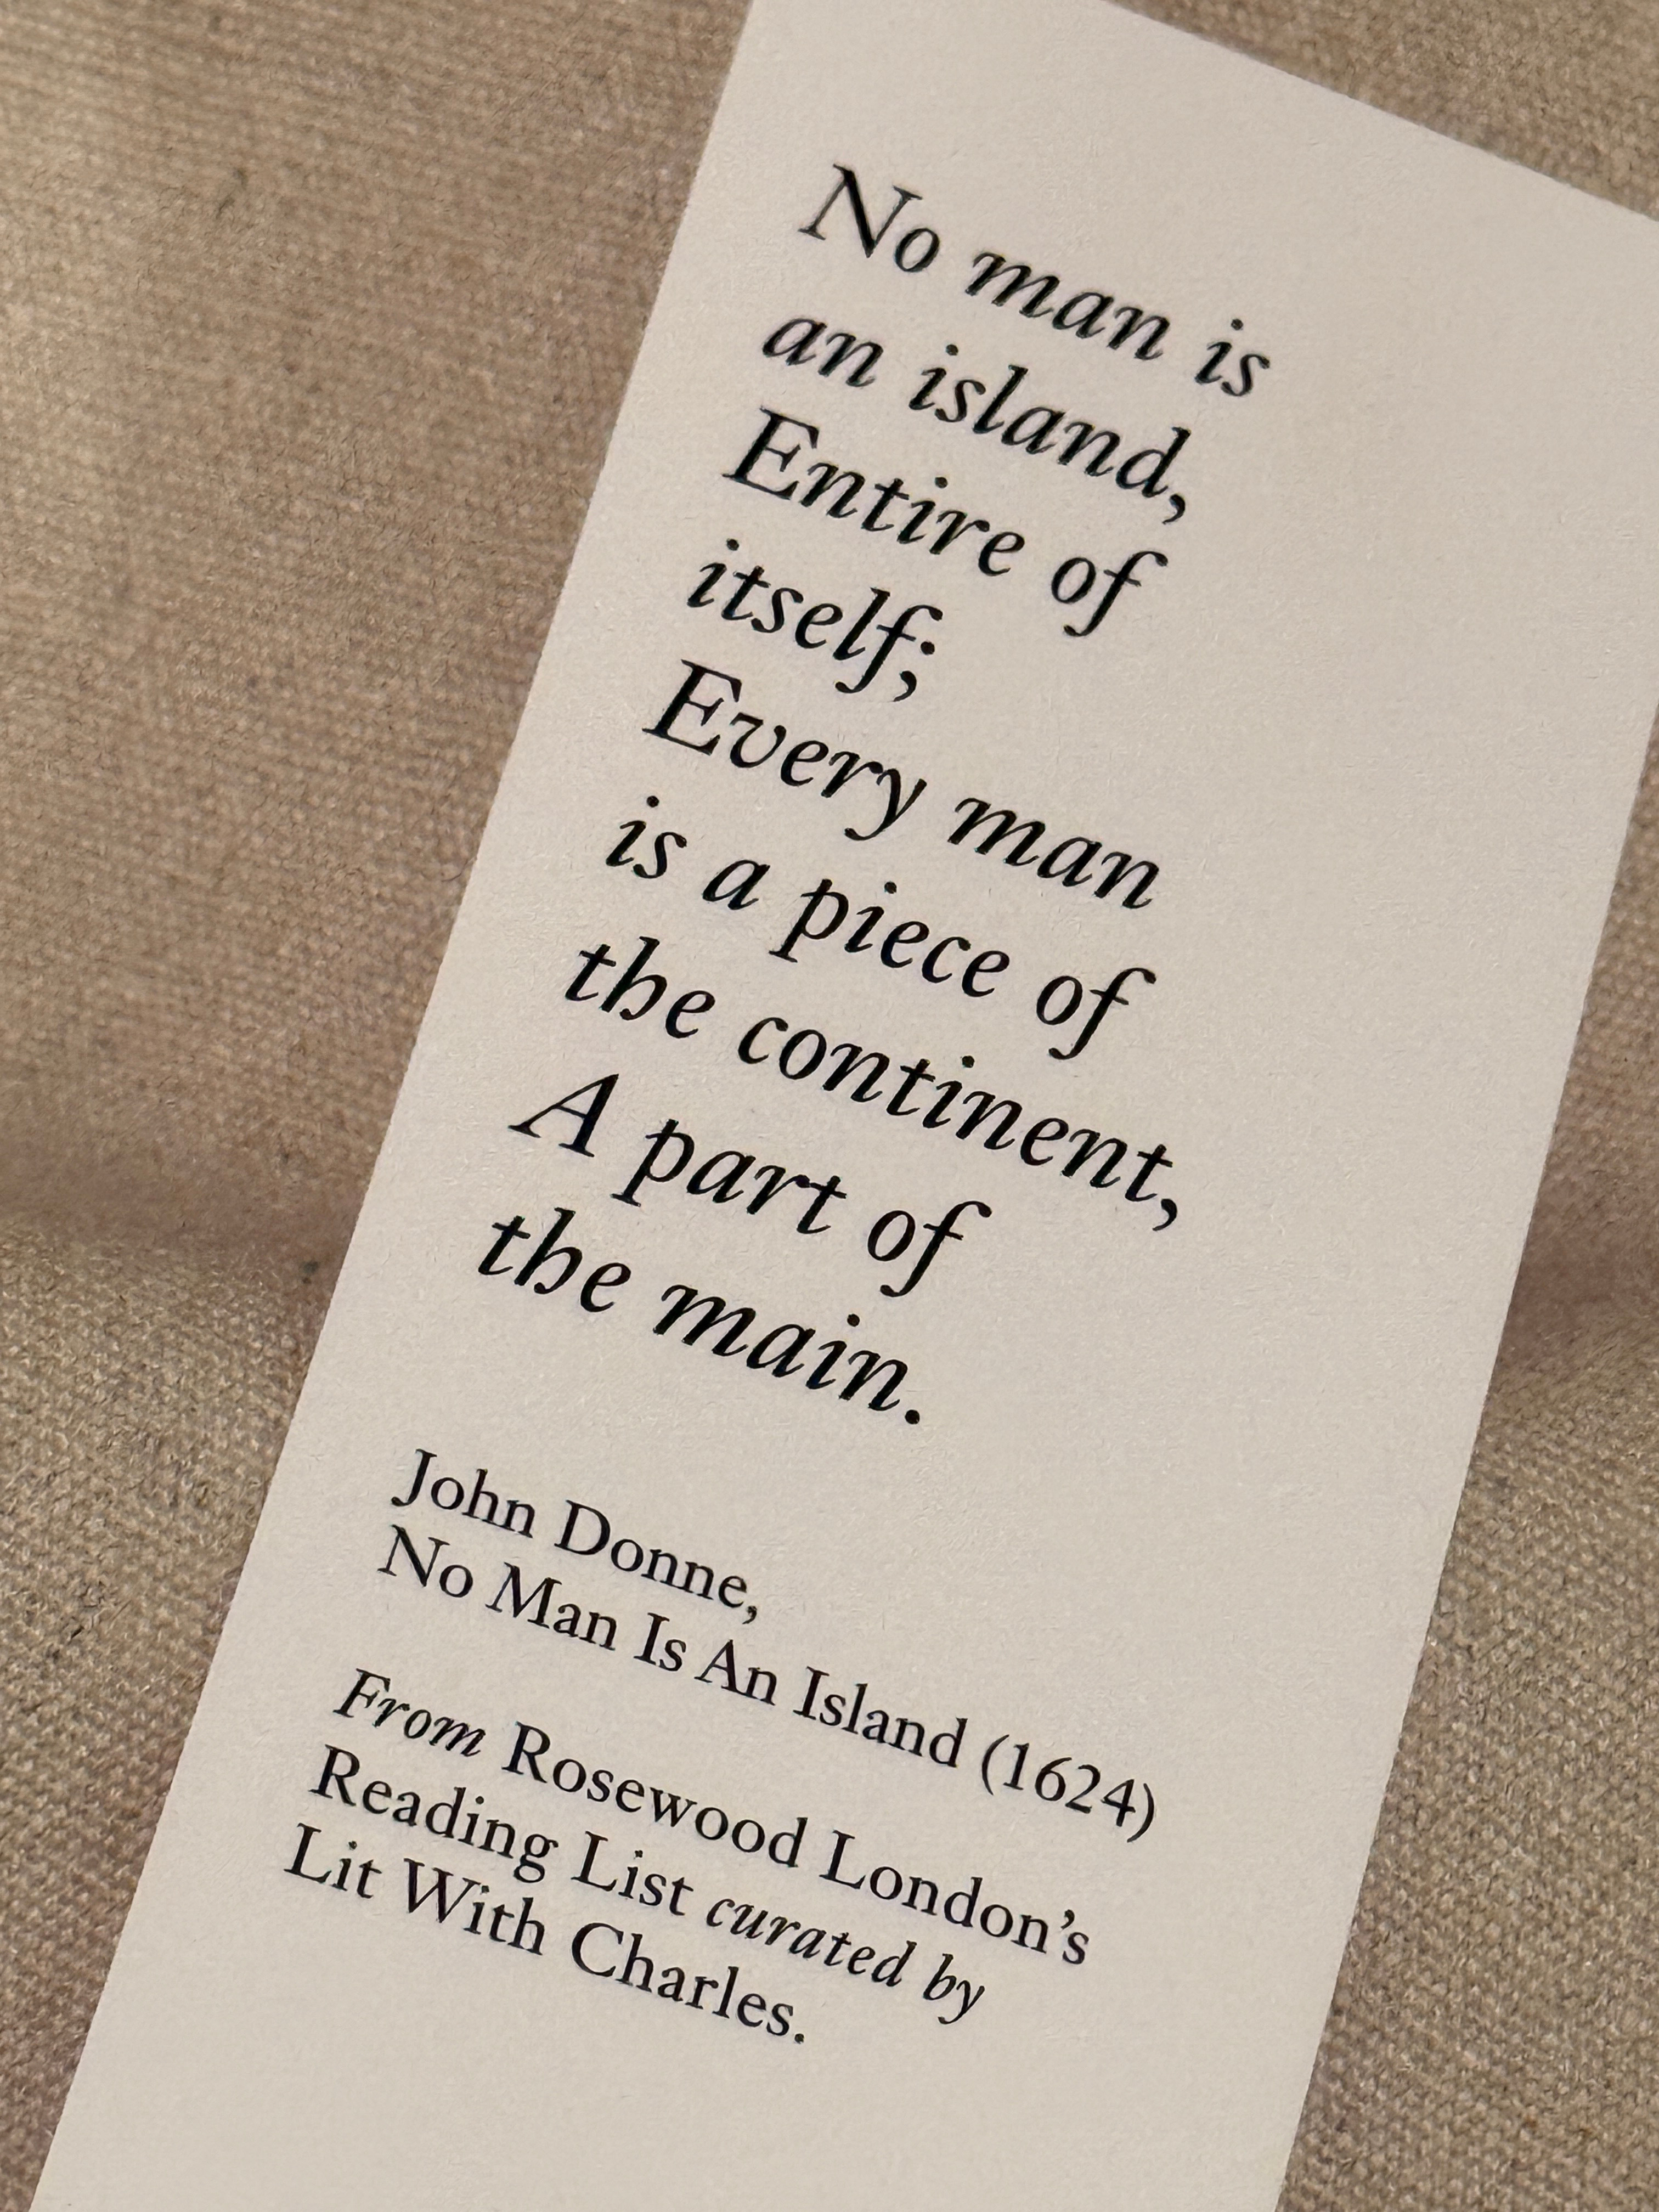 No man is
an island,
Entire of
itself;
Every man
is a piece of
the continent,
A part of
the main.
John Donne,
No Man Is An Island (1624)
From Rosewood London’s
Reading List curated by
Lit With Charles.